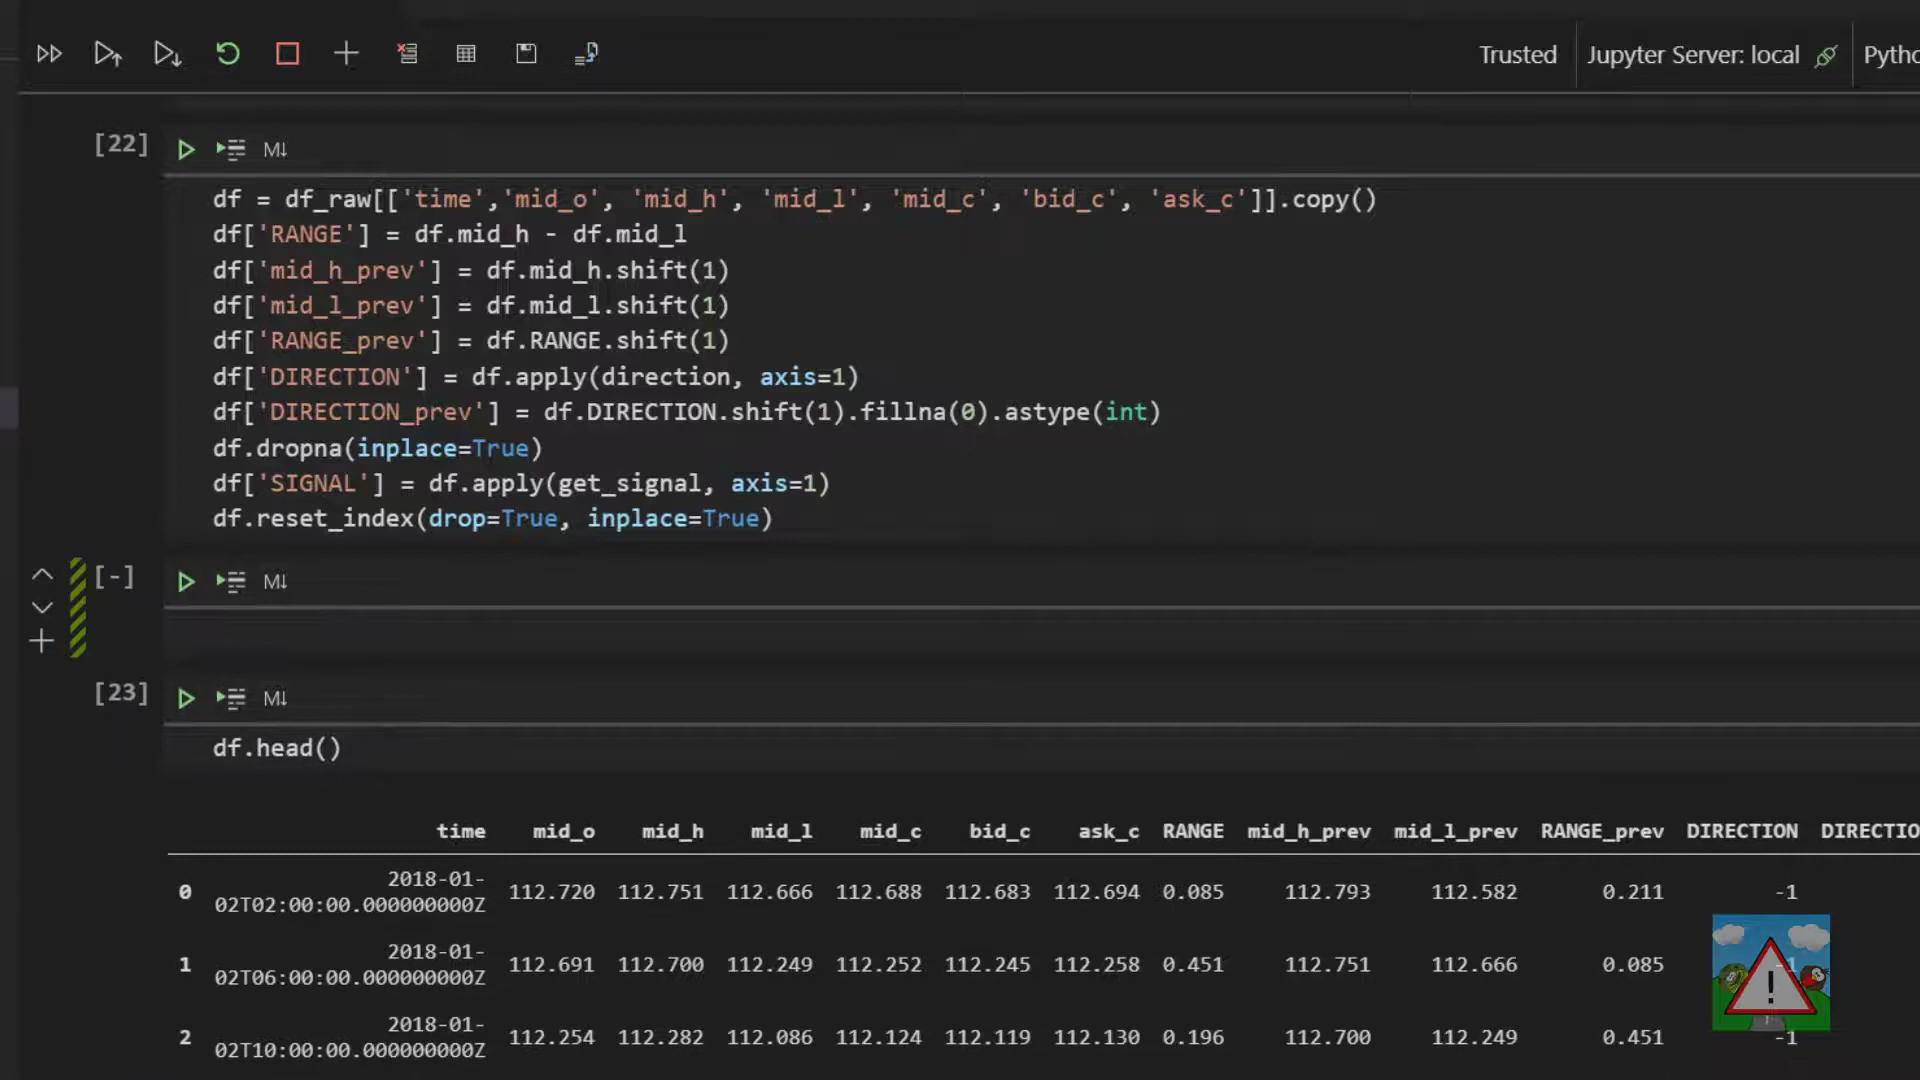 Trusted Jupyter Server: local Pytho
[22] M↓
df = df_raw[['time','mid_o', 'mid_h', 'mid_l', 'mid_c', 'bid_c', 'ask_c']].copy()
df['RANGE'] = df.mid_h - df.mid_l
df['mid_h_prev'] = df.mid_h.shift(1)
df['mid_l_prev'] = df.mid_l.shift(1)
df['RANGE_prev'] = df.RANGE.shift(1)
df['DIRECTION'] = df.apply(direction, axis=1)
df['DIRECTION_prev'] = df.DIRECTION.shift(1).fillna(0).astype(int)
df.dropna(inplace=True)
df['SIGNAL'] = df.apply(get_signal, axis=1)
df.reset_index(drop=True, inplace=True)
[-] M↓
[23] M↓
df.head()
time mid_o mid_h mid_l mid_c bid_c ask_c RANGE mid_h_prev mid_l_prev RANGE_prev DIRECTION DIRECTIO
0 2018-01-02T02:00:00.000000000Z 112.720 112.751 112.666 112.688 112.683 112.694 0.085 112.793 112.582 0.211 -1
1 2018-01-02T06:00:00.000000000Z 112.691 112.700 112.249 112.252 112.245 112.258 0.451 112.751 112.666 0.085 -1
2 2018-01-02T10:00:00.000000000Z 112.254 112.282 112.086 112.124 112.119 112.130 0.196 112.700 112.249 0.451 -1